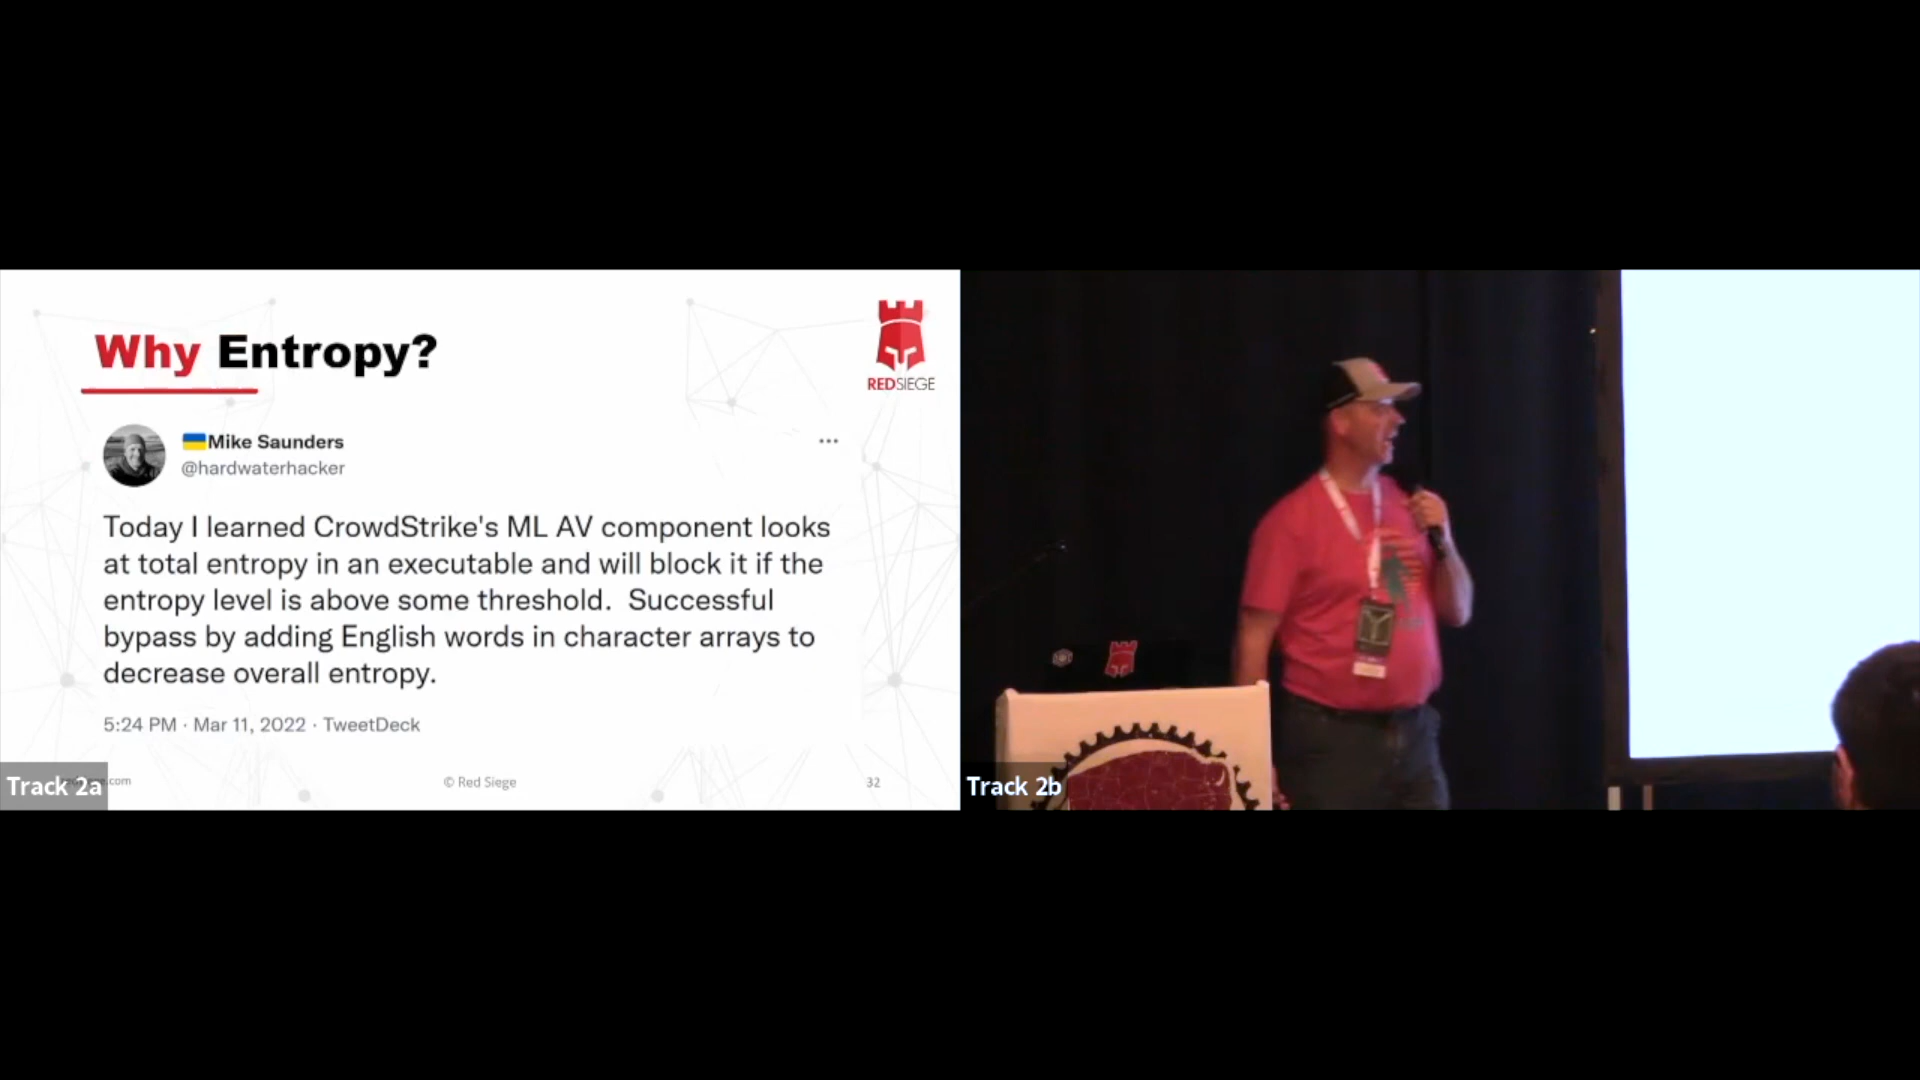 Why Entropy?
REDSIEGE
🇺🇦Mike Saunders
@hardwaterhacker
Today I learned CrowdStrike's ML AV component looks
at total entropy in an executable and will block it if the
entropy level is above some threshold.  Successful
bypass by adding English words in character arrays to
decrease overall entropy.
5:24 PM · Mar 11, 2022 · TweetDeck
Track 2a
.com
© Red Siege
32
Track 2b